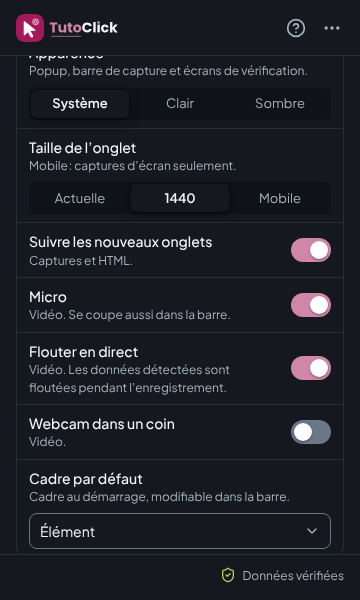 TutoClick
Apparence
Popup, barre de capture et écrans de vérification.
Système
Clair
Sombre
Taille de l’onglet
Mobile : captures d’écran seulement.
Actuelle
1440
Mobile
Suivre les nouveaux onglets
Captures et HTML.
Micro
Vidéo. Se coupe aussi dans la barre.
Flouter en direct
Vidéo. Les données détectées sont
floutées pendant l’enregistrement.
Webcam dans un coin
Vidéo.
Cadre par défaut
Cadre au démarrage, modifiable dans la barre.
Élément
Données vérifiées